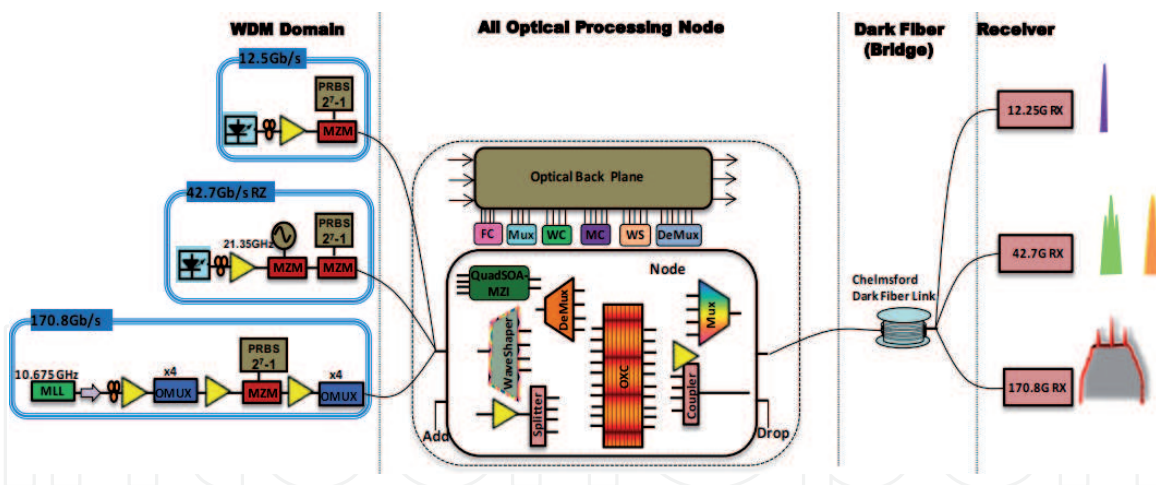 WDM Domain
All Optical Processing Node
Dark Fiber
(Bridge)
Receiver
12.5Gb/s
PRBS
2⁷-1
MZM
42.7Gb/s RZ
21.35GHz
PRBS
2⁷-1
MZM
MZM
170.8Gb/s
10.675 GHz
PRBS
2⁷-1
x4
x4
MLL
OMUX
MZM
OMUX
Optical Back Plane
FC
Mux
WC
MC
WS
DeMux
Node
QuadSOA-
MZI
DeMux
Mux
WaveShaper
OXC
Splitter
Coupler
Add
Drop
Chelmsford
Dark Fiber Link
12.25G RX
42.7G RX
170.8G RX